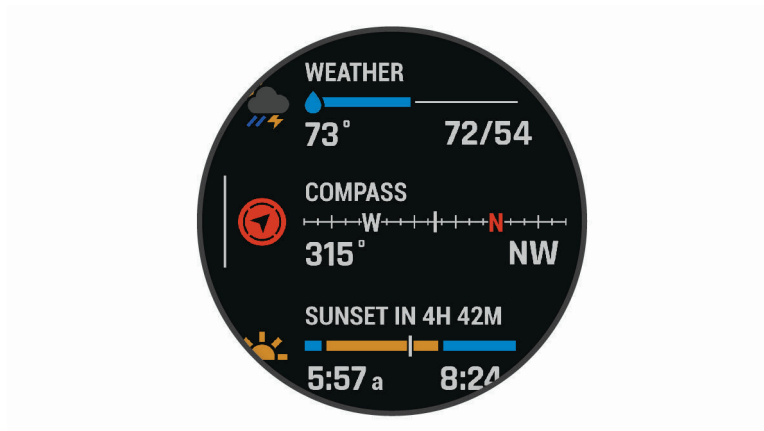 WEATHER
73° 72/54
COMPASS
W N
315° NW
SUNSET IN 4H 42M
5:57 a 8:24